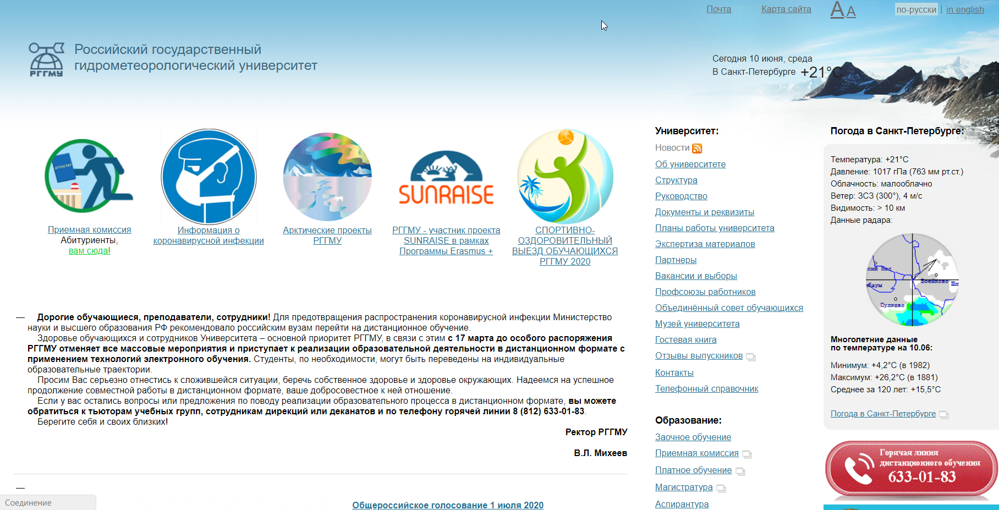 Почта
Карта сайта
A A
по-русски | in english
РГГМУ
Российский государственный
гидрометеорологический университет
Сегодня 10 июня, среда
В Санкт-Петербурге +21°C
АТТЕСТАТ
Приемная комиссия
Абитуриенты,
вам сюда!
Информация о
коронавирусной инфекции
Арктические проекты
РГГМУ
SUNRAISE
РГГМУ - участник проекта
SUNRAISE в рамках
Программы Erasmus +
СПОРТИВНО-
ОЗДОРОВИТЕЛЬНЫЙ
ВЫЕЗД ОБУЧАЮЩИХСЯ
РГГМУ 2020
— Дорогие обучающиеся, преподаватели, сотрудники! Для предотвращения распространения коронавирусной инфекции Министерство
науки и высшего образования РФ рекомендовало российским вузам перейти на дистанционное обучение.
Здоровье обучающихся и сотрудников Университета – основной приоритет РГГМУ, в связи с этим с 17 марта до особого распоряжения
РГГМУ отменяет все массовые мероприятия и приступает к реализации образовательной деятельности в дистанционном формате с
применением технологий электронного обучения. Студенты, по необходимости, могут быть переведены на индивидуальные
образовательные траектории.
Просим Вас серьезно отнестись к сложившейся ситуации, беречь собственное здоровье и здоровье окружающих. Надеемся на успешное
продолжение совместной работы в дистанционном формате, ваше добросовестное к ней отношение.
Если у вас остались вопросы или предложения по поводу реализации образовательного процесса в дистанционном формате, вы можете
обратиться к тьюторам учебных групп, сотрудникам дирекций или деканатов и по телефону горячей линии 8 (812) 633-01-83.
Берегите себя и своих близких!
Ректор РГГМУ
В.Л. Михеев
—
Общероссийское голосование 1 июля 2020
Соединение
Университет:
Новости
Об университете
Структура
Руководство
Документы и реквизиты
Планы работы университета
Экспертиза материалов
Партнеры
Вакансии и выборы
Профсоюзы работников
Объединённый совет обучающихся
Музей университета
Гостевая книга
Отзывы выпускников
Контакты
Телефонный справочник
Образование:
Заочное обучение
Приемная комиссия
Платное обучение
Магистратура
Аспирантура
Погода в Санкт-Петербурге:
Температура: +21°C
Давление: 1017 гПа (763 мм рт.ст.)
Облачность: малооблачно
Ветер: ЗСЗ (300°), 4 м/с
Видимость: > 10 км
Данные радара:
Воейково
Пулково
Многолетние данные
по температуре на 10.06:
Минимум: +4,2°C (в 1982)
Максимум: +26,2°C (в 1881)
Среднее за 120 лет: +15,5°C
Погода в Санкт-Петербурге
Горячая линия
дистанционного обучения
633-01-83